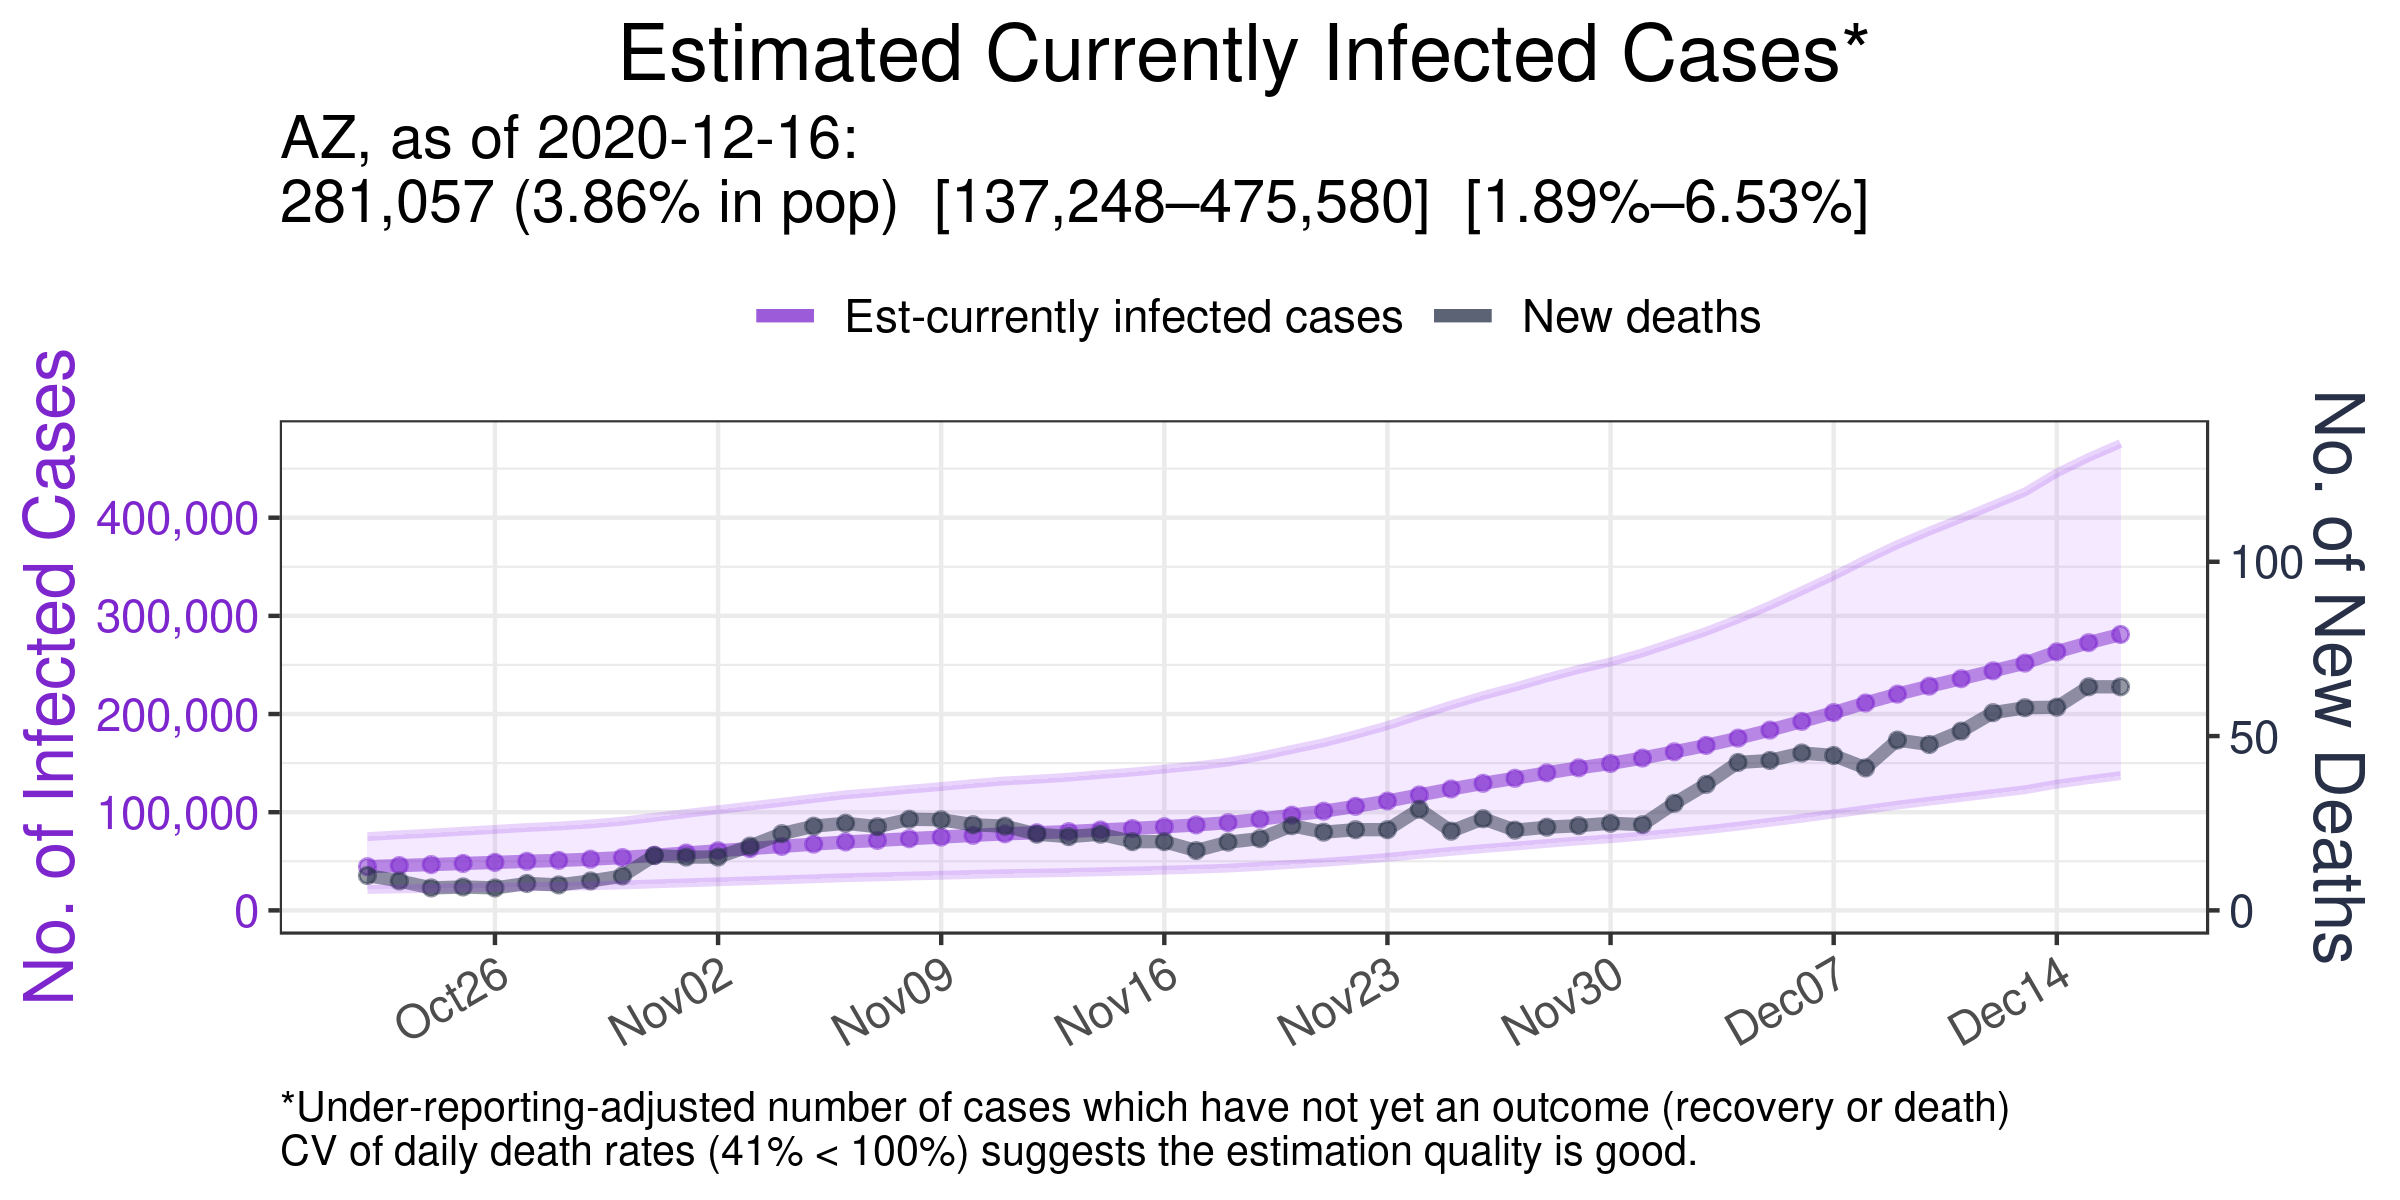 Estimated Currently Infected Cases*
AZ, as of 2020-12-16:
281,057 (3.86% in pop)  [137,248–475,580]  [1.89%–6.53%]
Est-currently infected cases
New deaths
No. of Infected Cases
400,000
300,000
200,000
100,000
0
100
50
0
No. of New Deaths
Oct26
Nov02
Nov09
Nov16
Nov23
Nov30
Dec07
Dec14
*Under-reporting-adjusted number of cases which have not yet an outcome (recovery or death)
CV of daily death rates (41% < 100%) suggests the estimation quality is good.